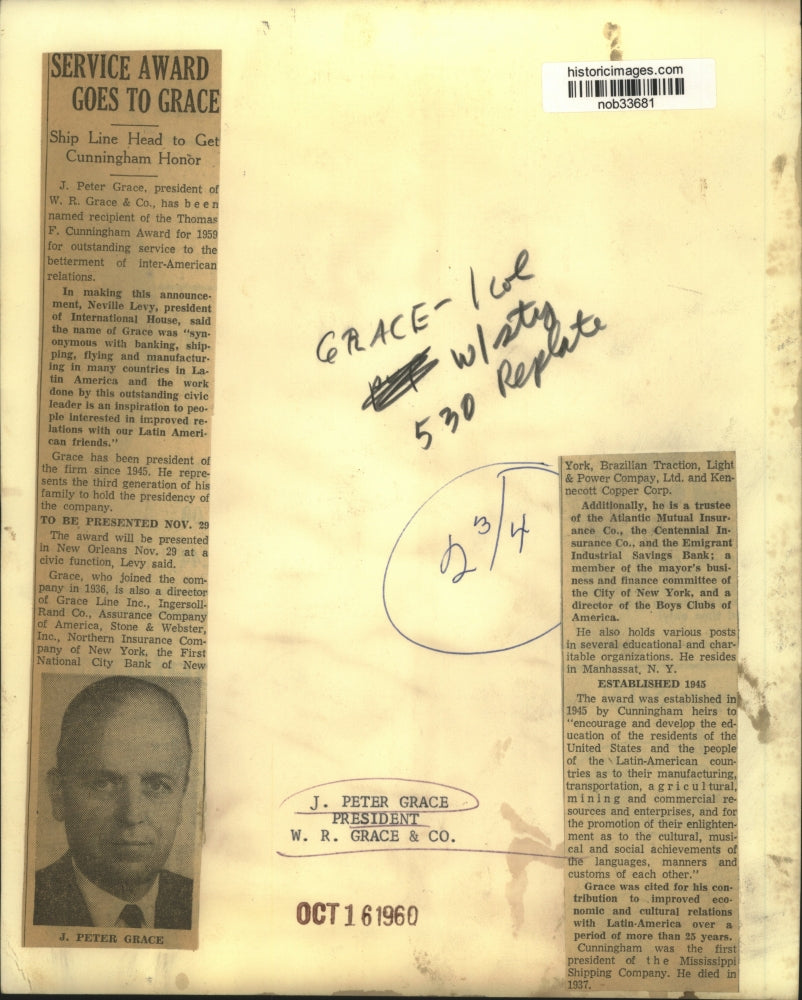 historicimages.com
nob33681
SERVICE AWARD
GOES TO GRACE
Ship Line Head to Get
Cunningham Honor
J. Peter Grace, president of
W. R. Grace & Co., has been
named recipient of the Thomas
F. Cunningham Award for 1959
for outstanding service to the
betterment of inter-American
relations.
In making this announce-
ment, Neville Levy, president
of International House, said
the name of Grace was "syn-
onymous with banking, ship-
ping, flying and manufactur-
ing in many countries in La-
tin America and the work
done by this outstanding civic
leader is an inspiration to peo-
ple interested in improved re-
lations with our Latin Ameri-
can friends."
Grace has been president of
the firm since 1945. He repre-
sents the third generation of his
family to hold the presidency of
the company.
TO BE PRESENTED NOV. 29
The award will be presented
in New Orleans Nov. 29 at a
civic function, Levy said.
Grace, who joined the com-
pany in 1936, is also a director
of Grace Line Inc., Ingersoll-
Rand Co., Assurance Company
of America, Stone & Webster,
Inc., Northern Insurance Com-
pany of New York, the First
National City Bank of New
J. PETER GRACE
GRACE - 1 col
w/sty
530 Replate
2 3/4
J. PETER GRACE
PRESIDENT
W. R. GRACE & CO.
OCT 16 1960
York, Brazilian Traction, Light
& Power Compay, Ltd. and Ken-
necott Copper Corp.
Additionally, he is a trustee
of the Atlantic Mutual Insur-
ance Co., the Centennial In-
surance Co., and the Emigrant
Industrial Savings Bank; a
member of the mayor's busi-
ness and finance committee of
the City of New York, and a
director of the Boys Clubs of
America.
He also holds various posts
in several educational and char-
itable organizations. He resides
in Manhassat, N. Y.
ESTABLISHED 1945
The award was established in
1945 by Cunningham heirs to
"encourage and develop the ed-
ucation of the residents of the
United States and the people
of the Latin-American coun-
tries as to their manufacturing,
transportation, agricultural,
mining and commercial re-
sources and enterprises, and for
the promotion of their enlighten-
ment as to the cultural, musi-
cal and social achievements of
the languages, manners and
customs of each other."
Grace was cited for his con-
tribution to improved eco-
nomic and cultural relations
with Latin-America over a
period of more than 25 years.
Cunningham was the first
president of the Mississippi
Shipping Company. He died in
1937.